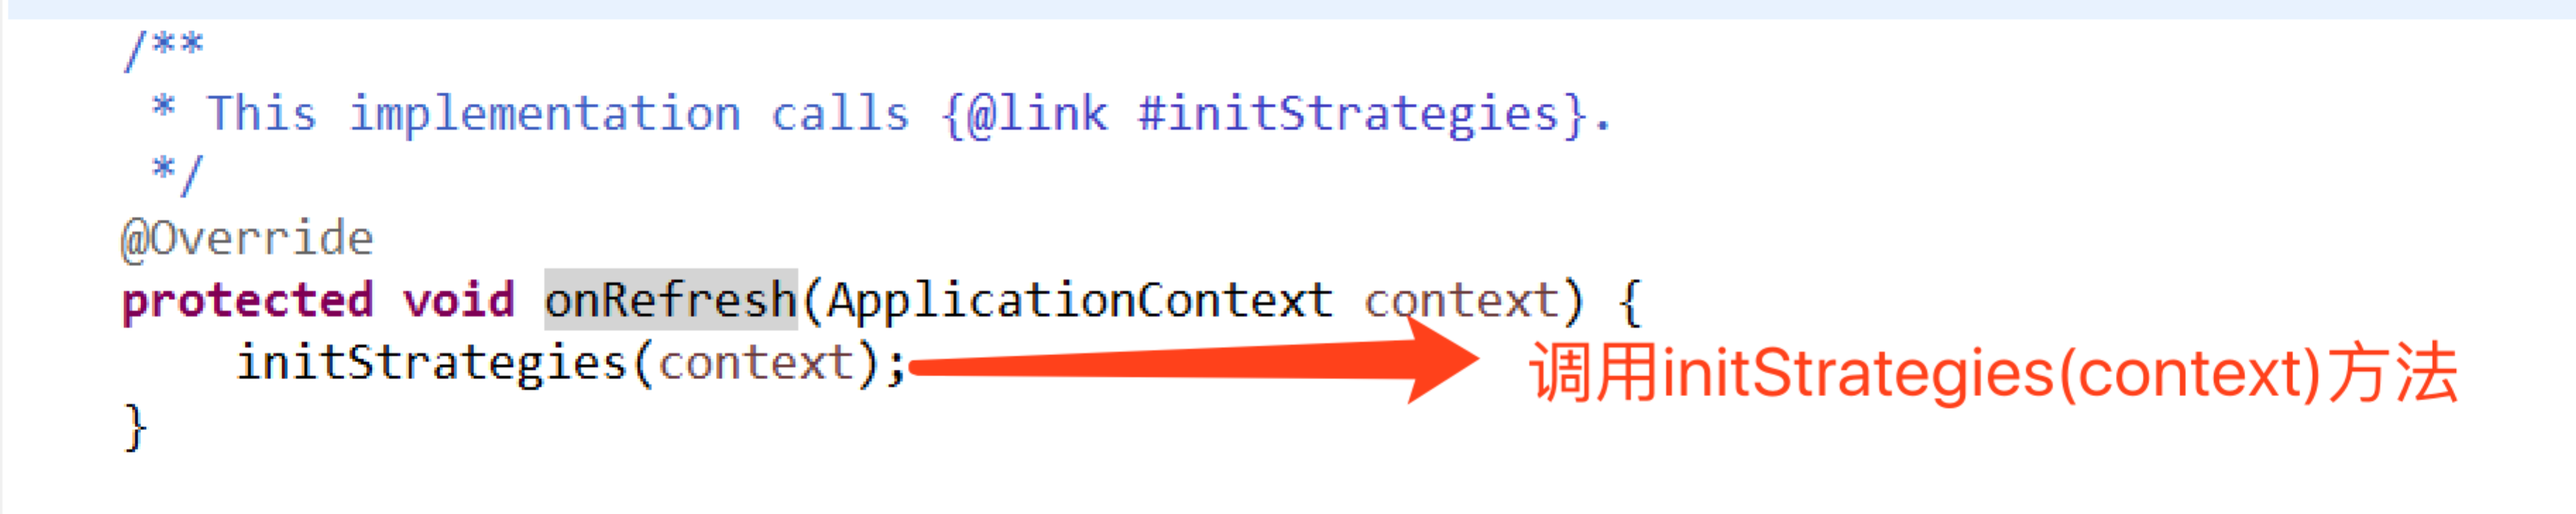 /**
 * This implementation calls {@link #initStrategies}.
 */
@Override
protected void onRefresh(ApplicationContext context) {
    initStrategies(context);
调用initStrategies(context)方法
}